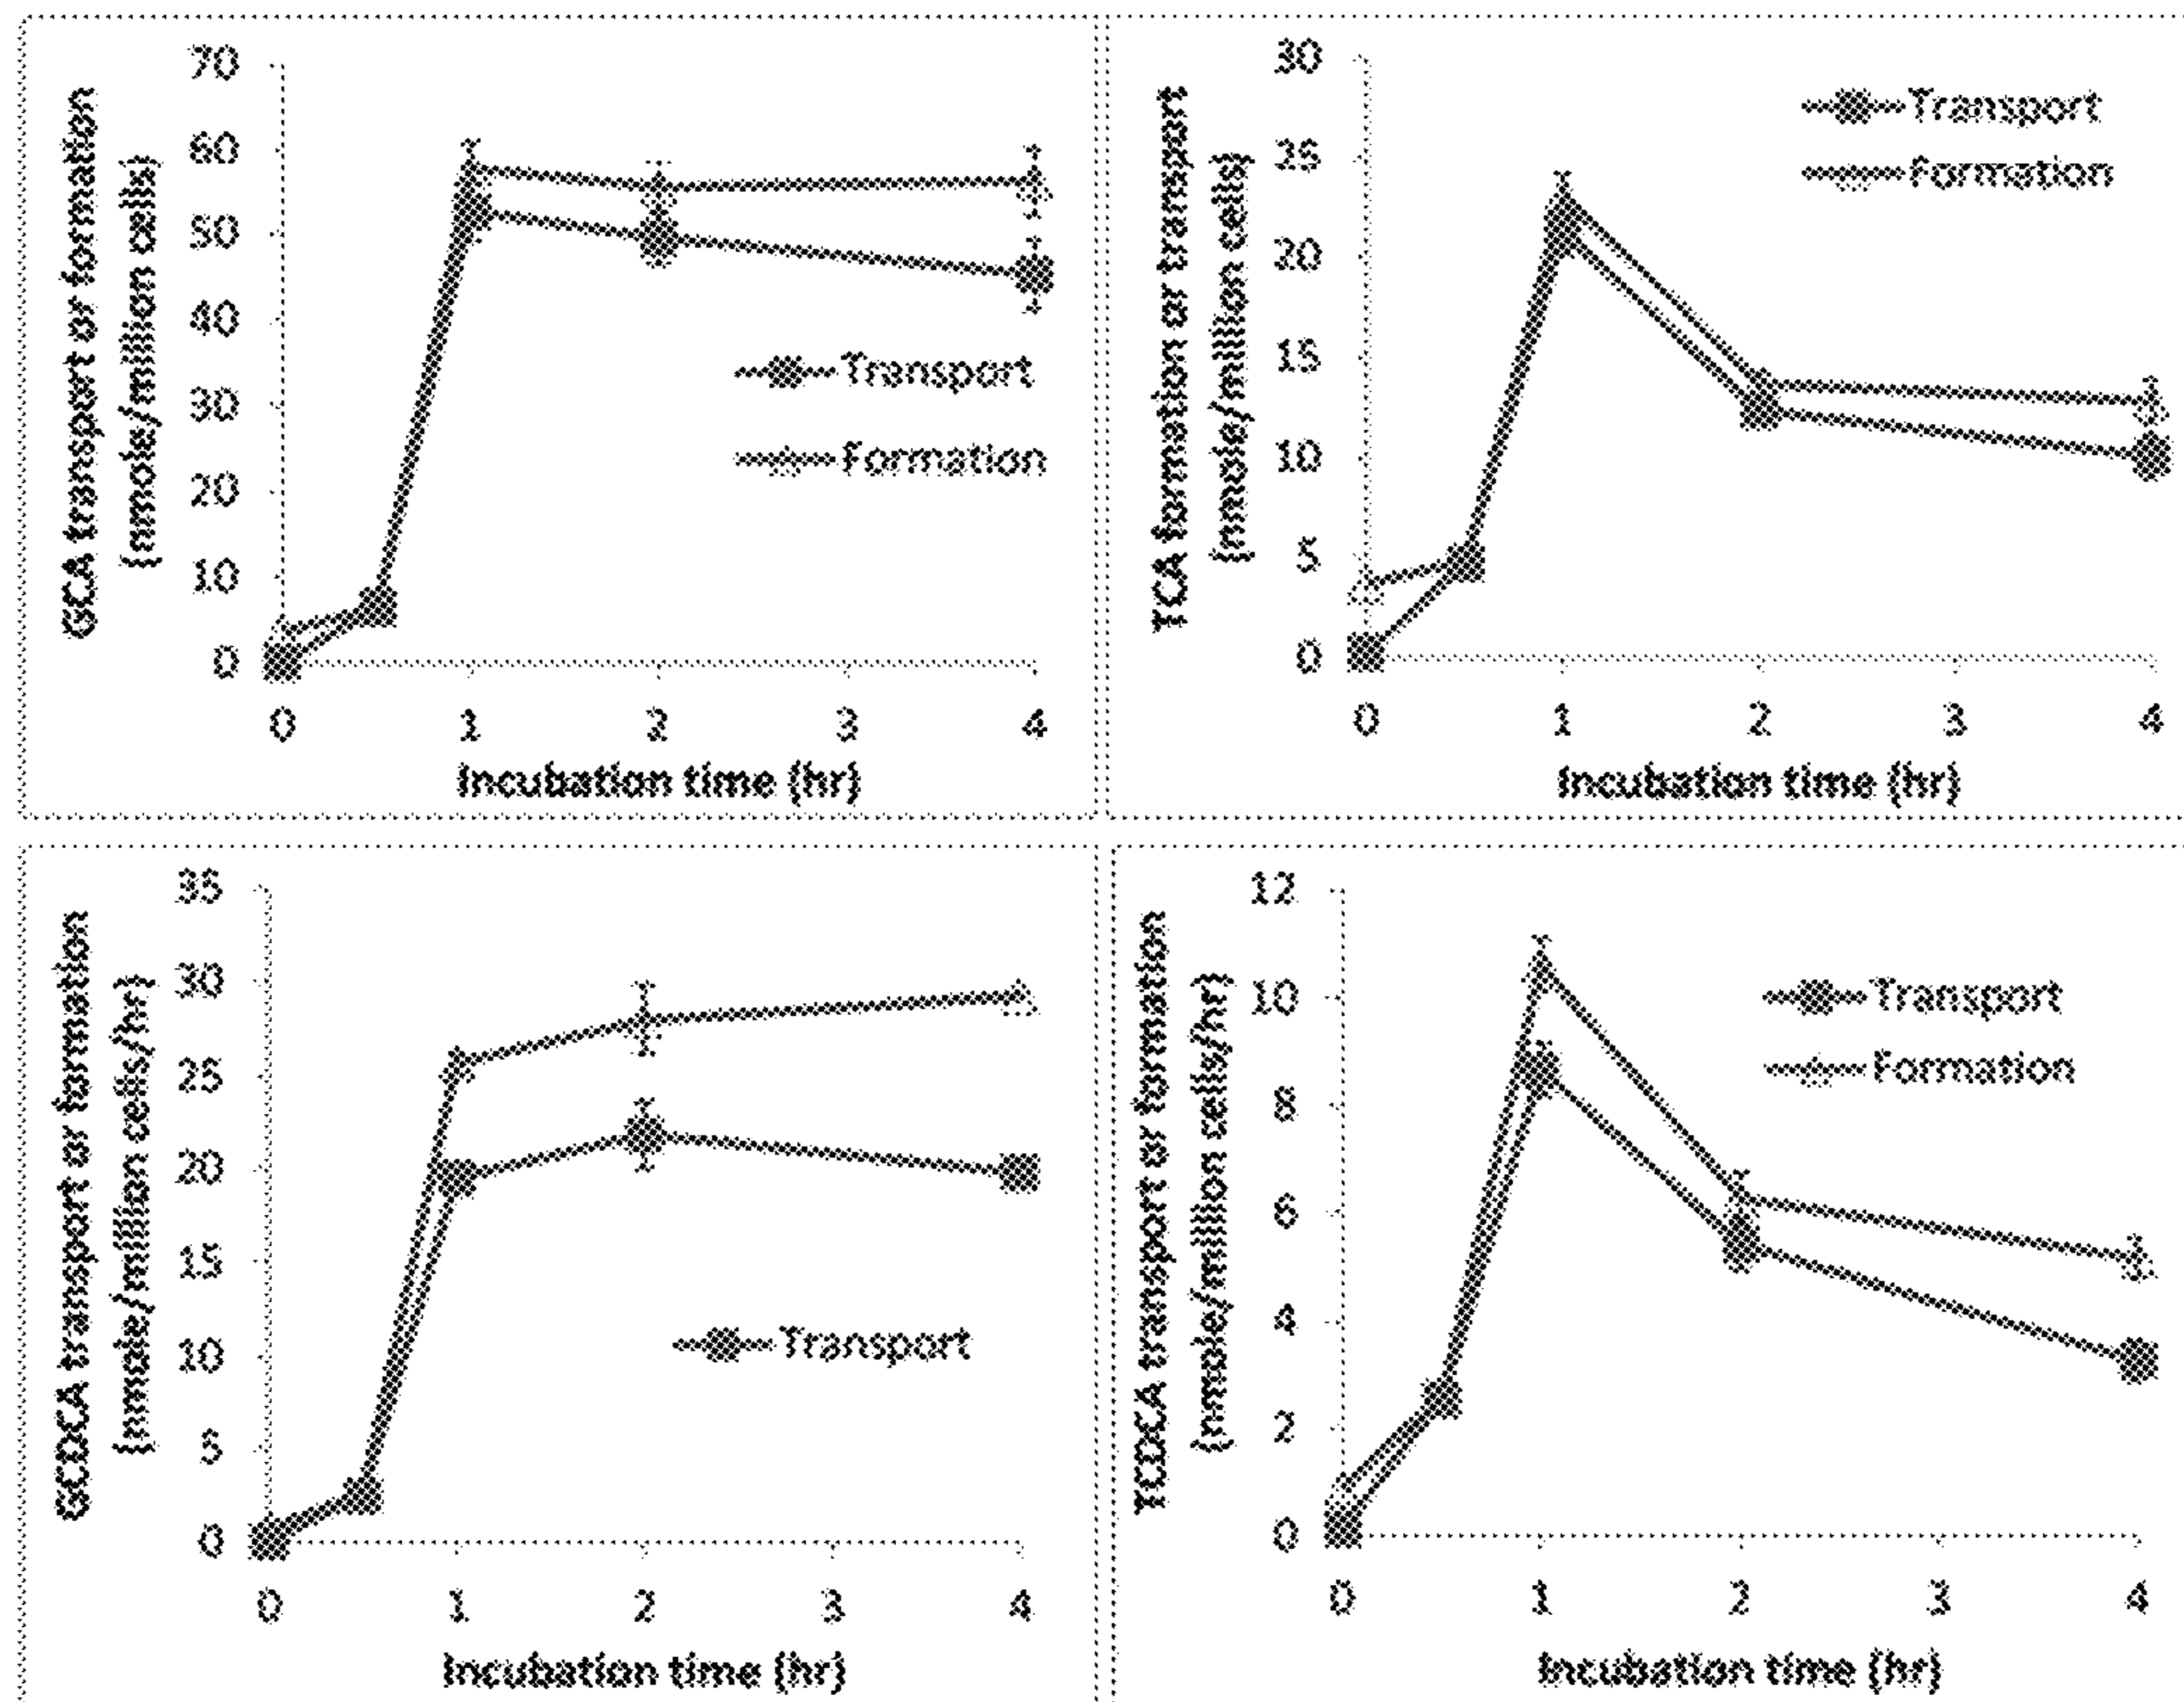 GCA transport or formation
(nmole/million cells)
70
60
50
40
30
20
10
0
Transport
Formation
0 1 2 3 4
Incubation time (hr)
TCA formation or transport
(nmole/million cells)
30
25
20
15
10
5
0
Transport
Formation
0 1 2 3 4
Incubation time (hr)
GCDCA transport or formation
(nmole/million cells/hr)
35
30
25
20
15
10
5
0
Transport
0 1 2 3 4
Incubation time (hr)
TCDCA transport or formation
(nmole/million cells/hr)
12
10
8
6
4
2
0
Transport
Formation
0 1 2 3 4
Incubation time (hr)